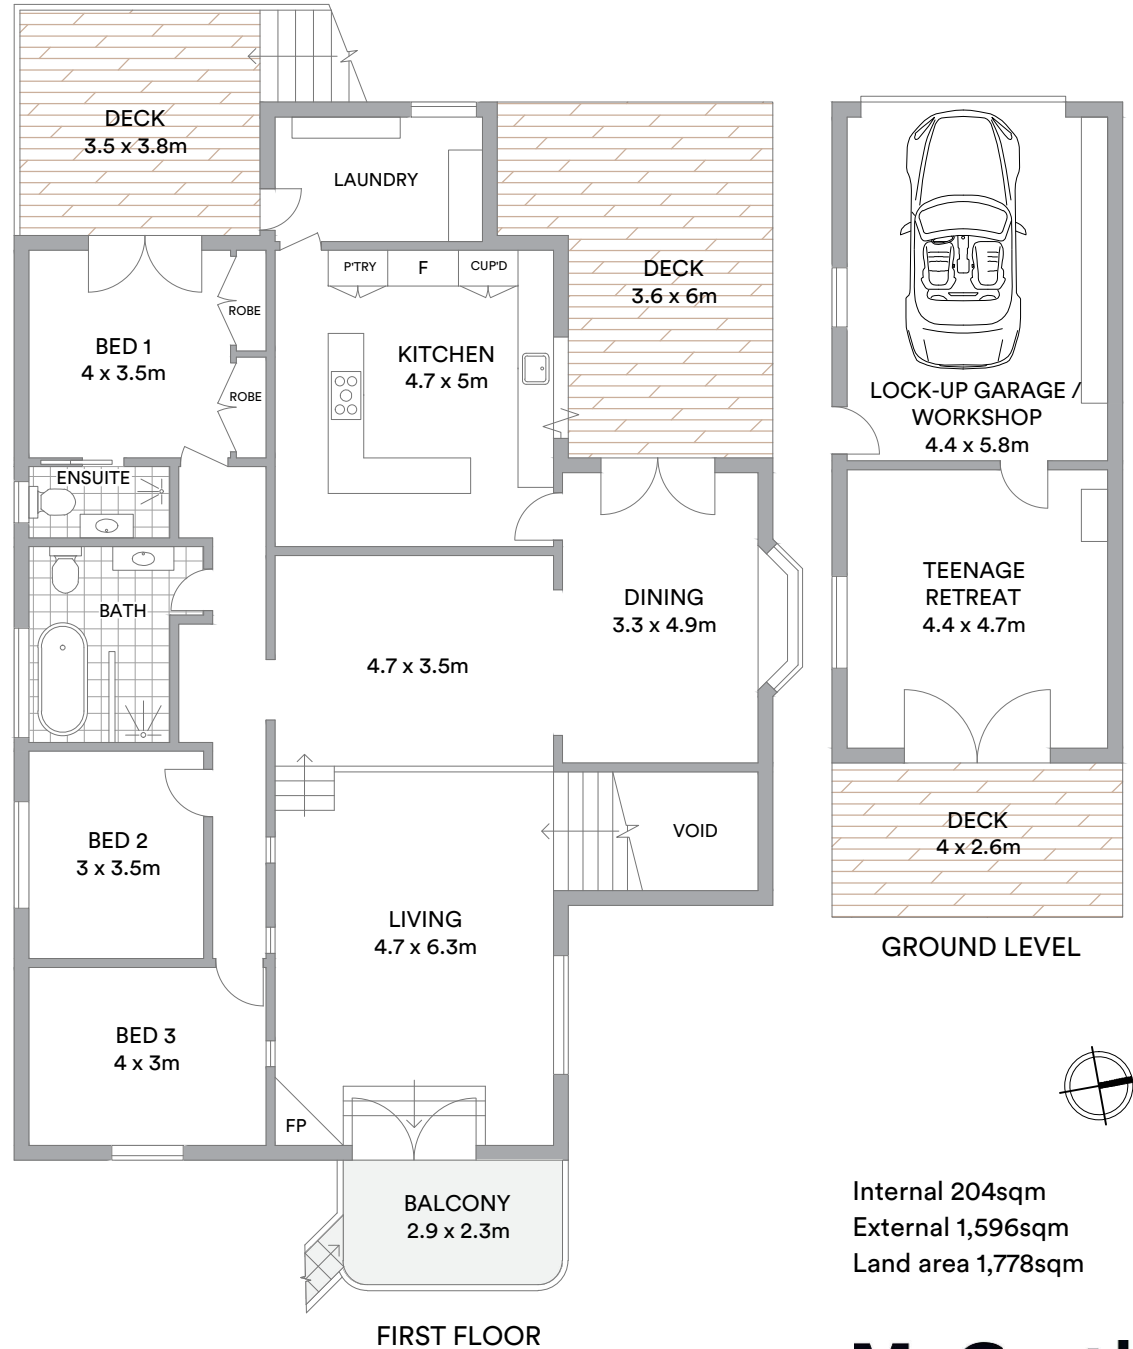 DECK
3.5 x 3.8m
LAUNDRY
P'TRY
F
CUP'D
DECK
3.6 x 6m
ROBE
BED 1
4 x 3.5m
KITCHEN
4.7 x 5m
ROBE
LOCK-UP GARAGE /
WORKSHOP
4.4 x 5.8m
ENSUITE
BATH
4.7 x 3.5m
DINING
3.3 x 4.9m
TEENAGE
RETREAT
4.4 x 4.7m
BED 2
3 x 3.5m
VOID
DECK
4 x 2.6m
LIVING
4.7 x 6.3m
GROUND LEVEL
BED 3
4 x 3m
FP
BALCONY
2.9 x 2.3m
Internal 204sqm
External 1,596sqm
Land area 1,778sqm
FIRST FLOOR